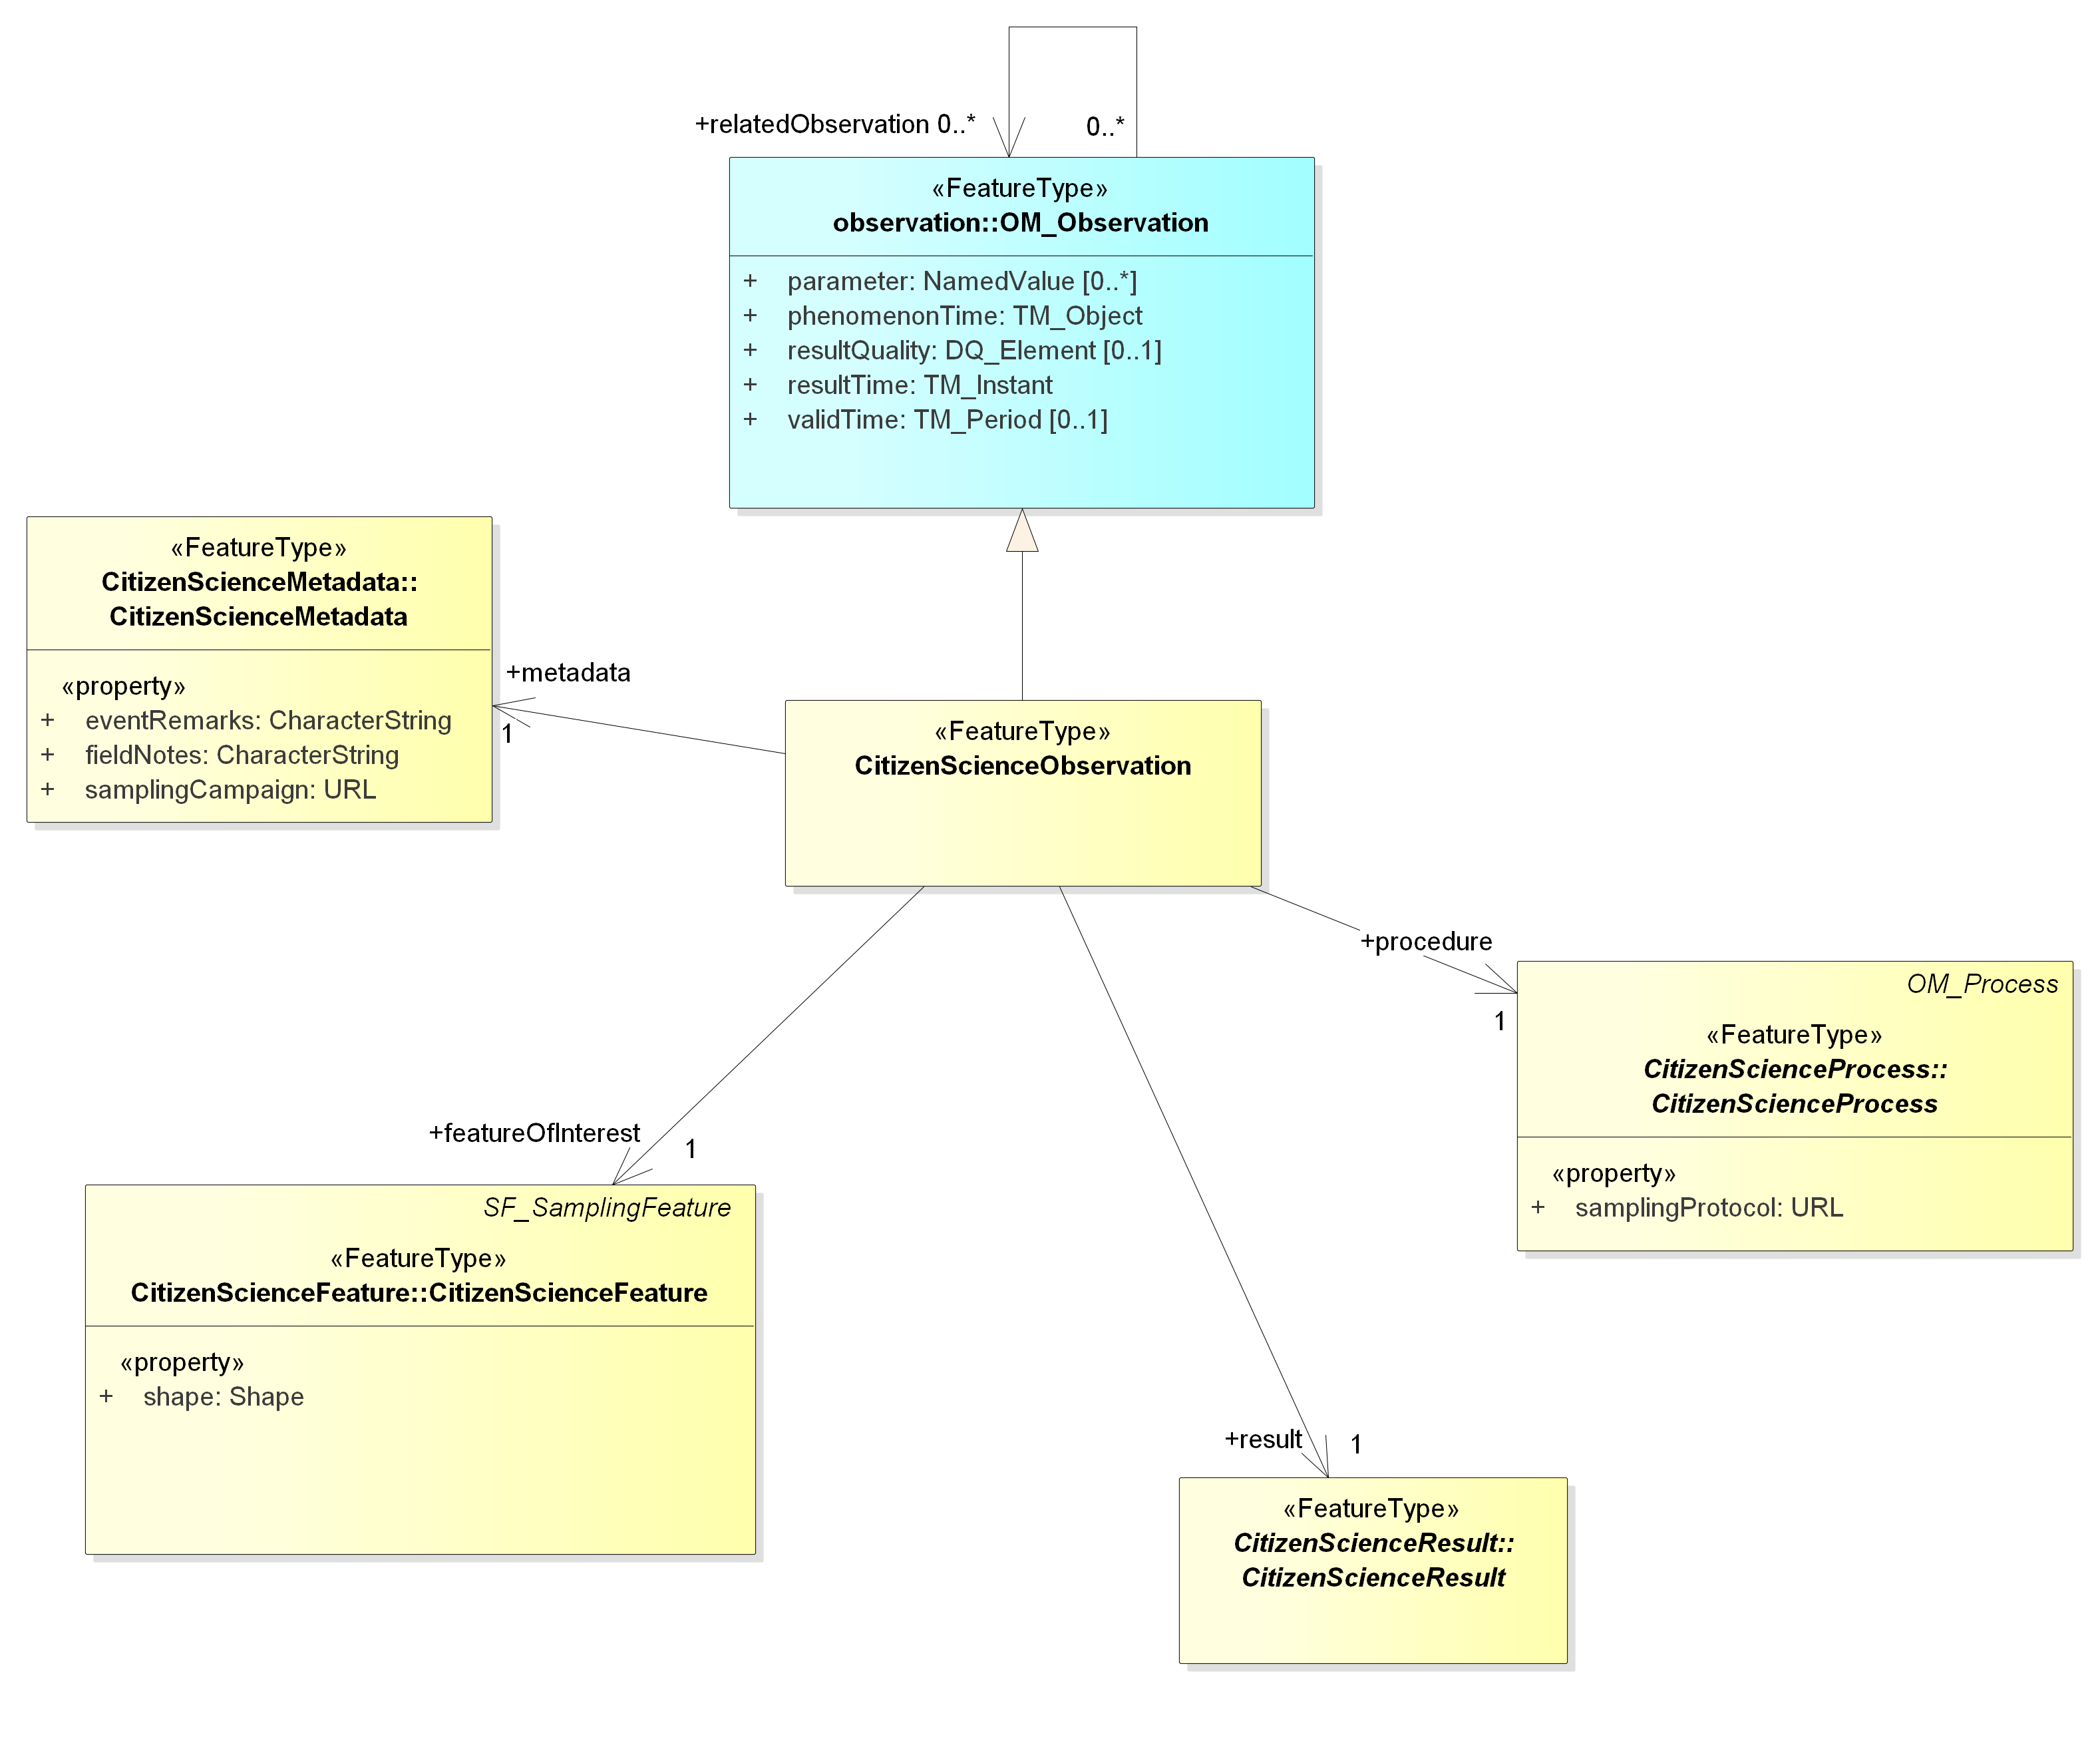 +relatedObservation 0..*
0..*
«FeatureType»
observation::OM_Observation
+ parameter: NamedValue [0..*]
+ phenomenonTime: TM_Object
+ resultQuality: DQ_Element [0..1]
+ resultTime: TM_Instant
+ validTime: TM_Period [0..1]
«FeatureType»
CitizenScienceMetadata::
CitizenScienceMetadata
«property»
+ eventRemarks: CharacterString
+ fieldNotes: CharacterString
+ samplingCampaign: URL
+metadata
1
«FeatureType»
CitizenScienceObservation
+procedure
1
OM_Process
«FeatureType»
CitizenScienceProcess::
CitizenScienceProcess
«property»
+ samplingProtocol: URL
+featureOfInterest
1
SF_SamplingFeature
«FeatureType»
CitizenScienceFeature::CitizenScienceFeature
«property»
+ shape: Shape
+result
1
«FeatureType»
CitizenScienceResult::
CitizenScienceResult